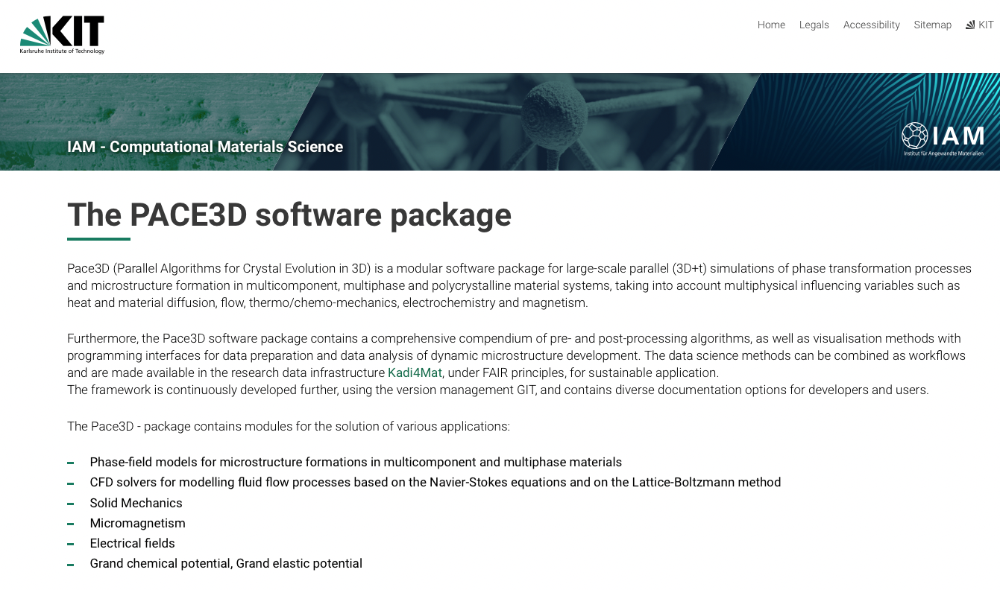 KIT
Karlsruhe Institute of Technology
Home Legals Accessibility Sitemap KIT
IAM - Computational Materials Science
IAM
Institut für Angewandte Materialien
The PACE3D software package
Pace3D (Parallel Algorithms for Crystal Evolution in 3D) is a modular software package for large-scale parallel (3D+t) simulations of phase transformation processes
and microstructure formation in multicomponent, multiphase and polycrystalline material systems, taking into account multiphysical influencing variables such as
heat and material diffusion, flow, thermo/chemo-mechanics, electrochemistry and magnetism.
Furthermore, the Pace3D software package contains a comprehensive compendium of pre- and post-processing algorithms, as well as visualisation methods with
programming interfaces for data preparation and data analysis of dynamic microstructure development. The data science methods can be combined as workflows
and are made available in the research data infrastructure Kadi4Mat, under FAIR principles, for sustainable application.
The framework is continuously developed further, using the version management GIT, and contains diverse documentation options for developers and users.
The Pace3D - package contains modules for the solution of various applications:
Phase-field models for microstructure formations in multicomponent and multiphase materials
CFD solvers for modelling fluid flow processes based on the Navier-Stokes equations and on the Lattice-Boltzmann method
Solid Mechanics
Micromagnetism
Electrical fields
Grand chemical potential, Grand elastic potential